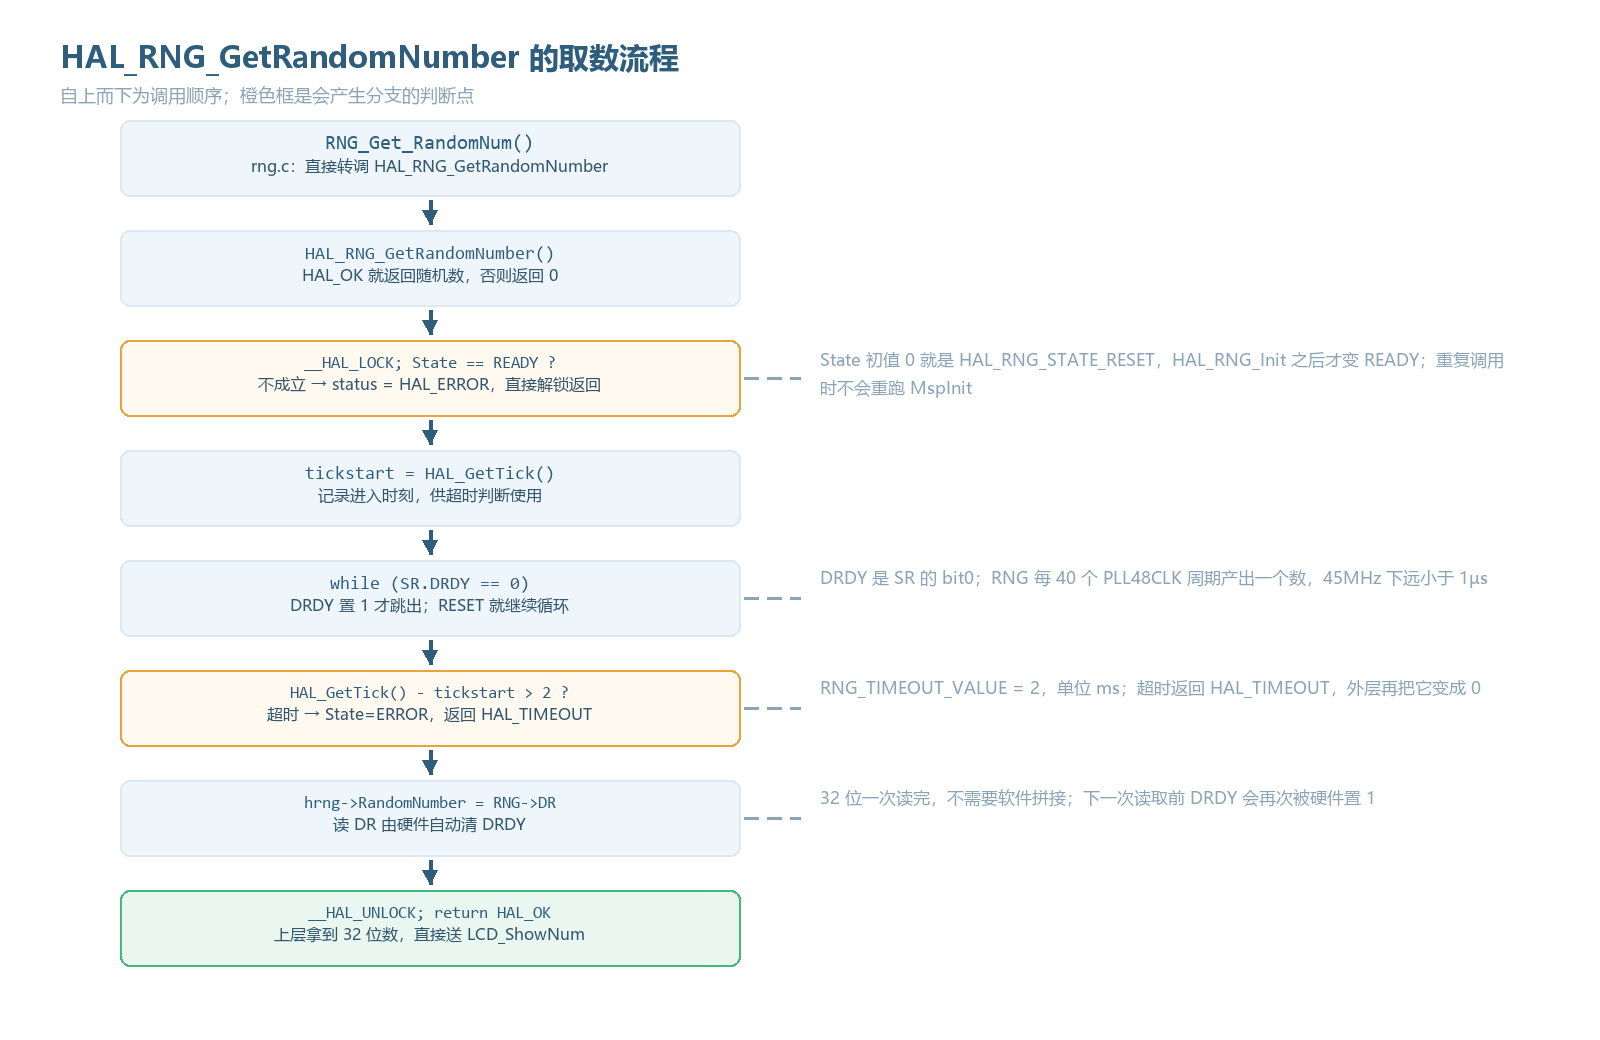 HAL_RNG_GetRandomNumber 的取数流程
自上而下为调用顺序；橙色框是会产生分支的判断点
RNG_Get_RandomNum()
rng.c：直接转调 HAL_RNG_GetRandomNumber
HAL_RNG_GetRandomNumber()
HAL_OK 就返回随机数，否则返回 0
__HAL_LOCK; State == READY ?
不成立 → status = HAL_ERROR，直接解锁返回
State 初值 0 就是 HAL_RNG_STATE_RESET，HAL_RNG_Init 之后才变 READY；重复调用
时不会重跑 MspInit
tickstart = HAL_GetTick()
记录进入时刻，供超时判断使用
while (SR.DRDY == 0)
DRDY 置 1 才跳出；RESET 就继续循环
DRDY 是 SR 的 bit0；RNG 每 40 个 PLL48CLK 周期产出一个数，45MHz 下远小于 1μs
HAL_GetTick() - tickstart > 2 ?
超时 → State=ERROR，返回 HAL_TIMEOUT
RNG_TIMEOUT_VALUE = 2，单位 ms；超时返回 HAL_TIMEOUT，外层再把它变成 0
hrng->RandomNumber = RNG->DR
读 DR 由硬件自动清 DRDY
32 位一次读完，不需要软件拼接；下一次读取前 DRDY 会再次被硬件置 1
__HAL_UNLOCK; return HAL_OK
上层拿到 32 位数，直接送 LCD_ShowNum